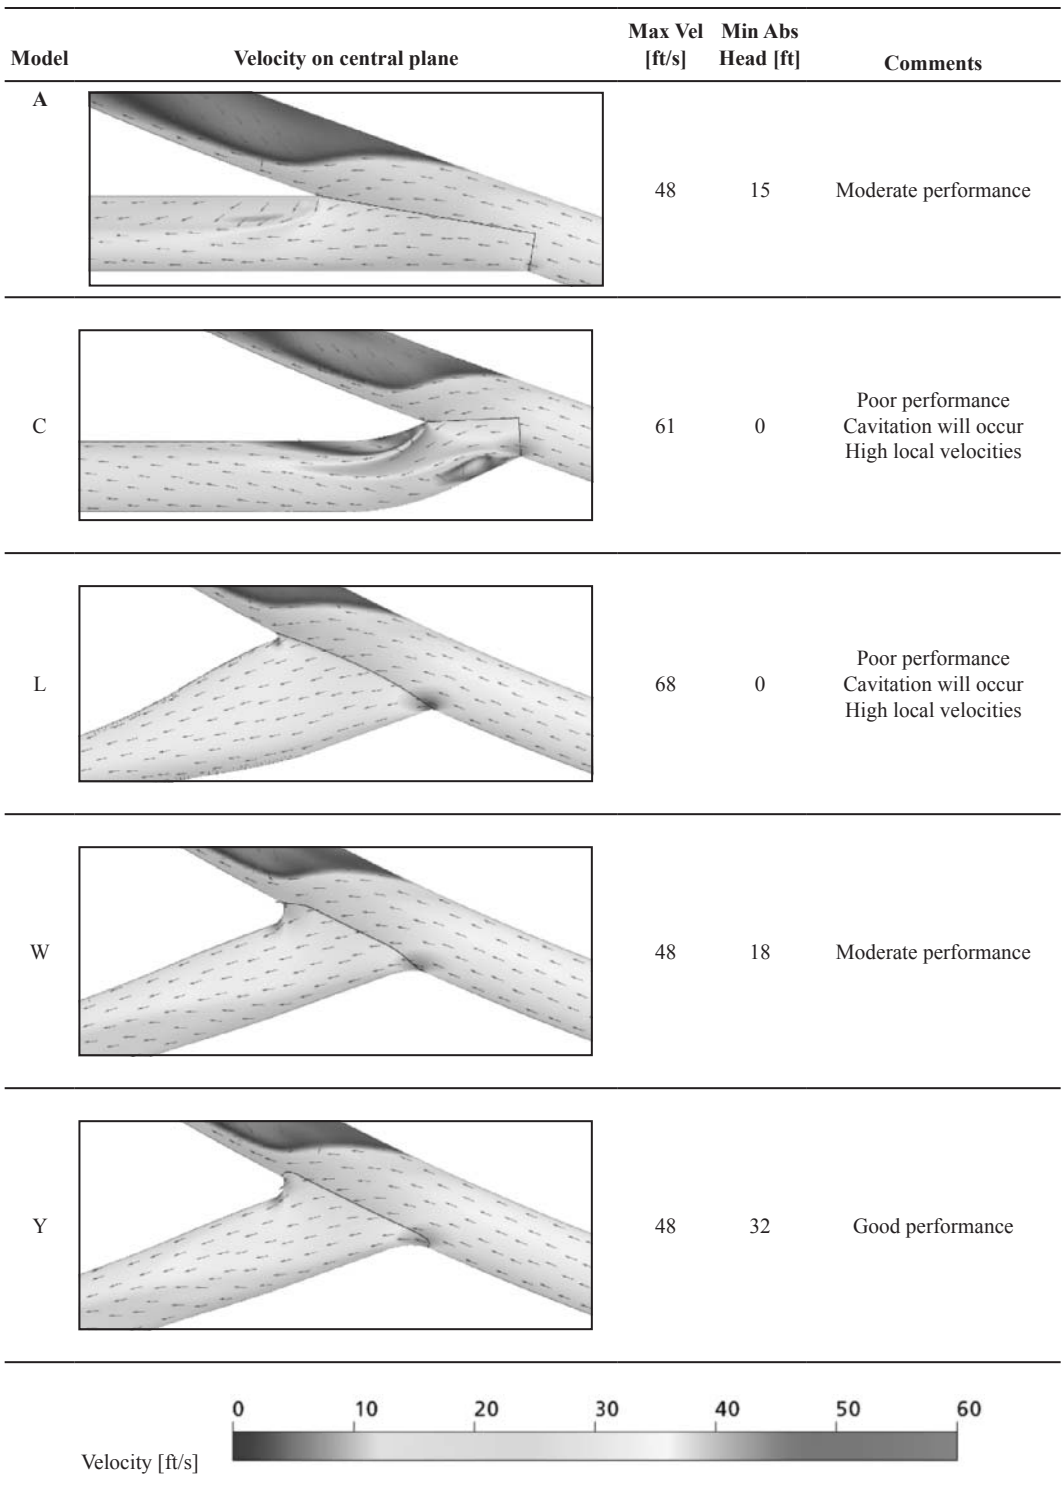 Model Velocity on central plane Max Vel [ft/s] Min Abs Head [ft] Comments
A 48 15 Moderate performance
C 61 0 Poor performance
Cavitation will occur
High local velocities
L 68 0 Poor performance
Cavitation will occur
High local velocities
W 48 18 Moderate performance
Y 48 32 Good performance
0 10 20 30 40 50 60
Velocity [ft/s]